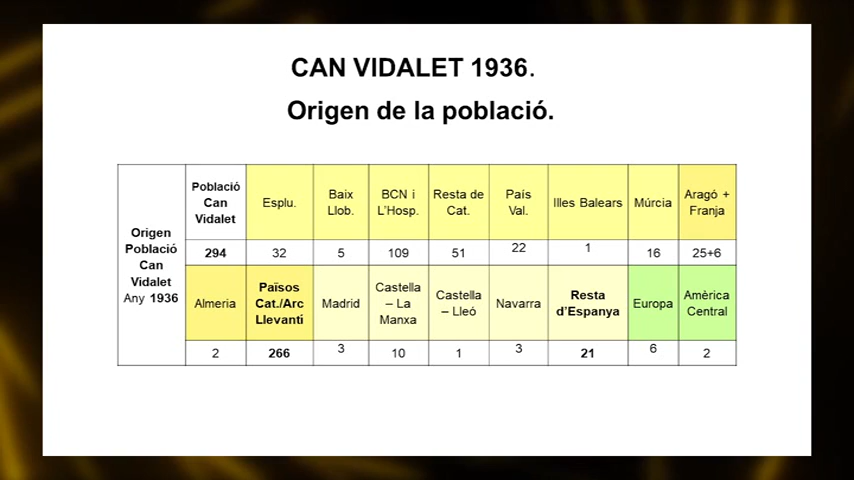 CAN VIDALET 1936.
Origen de la població.
Origen
Població
Can
Vidalet
Any 1936
Població
Can
Vidalet
Esplu.
Baix
Llob.
BCN i
L'Hosp.
Resta de
Cat.
País
Val.
Illes Balears
Múrcia
Aragó +
Franja
294
32
5
109
51
22
1
16
25+6
Almeria
Països
Cat./Arc
Llevanti
Madrid
Castella
– La
Manxa
Castella
– Lleó
Navarra
Resta
d'Espanya
Europa
Amèrica
Central
2
266
3
10
1
3
21
6
2